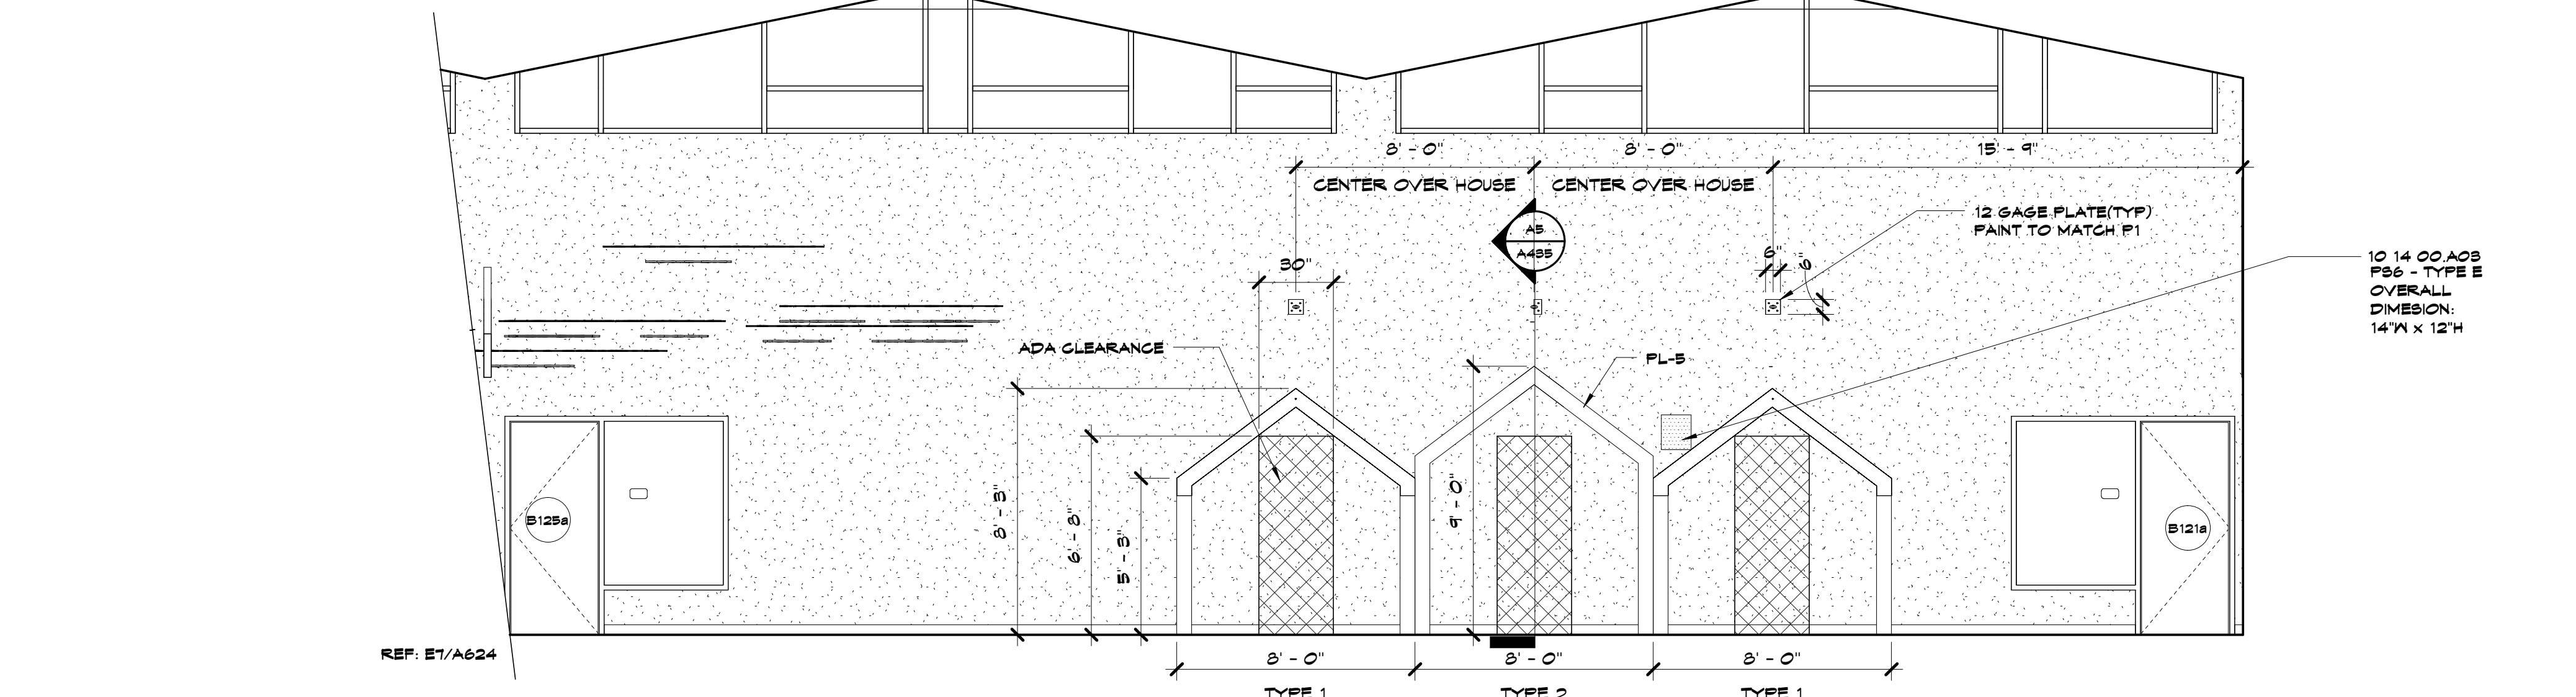 8' - 0"
8' - 0"
15' - 9"
CENTER OVER HOUSE
CENTER OVER HOUSE
12 GAGE PLATE(TYP)
PAINT TO MATCH P1
A5
A435
6"
6"
30"
10 14 00.A03
PS6 - TYPE E
OVERALL
DIMESION:
14"W x 12"H
ADA CLEARANCE
PL-5
8' - 3"
6' - 8"
5' - 3"
9' - 0"
B125a
B121a
REF: E7/A624
8' - 0"
8' - 0"
8' - 0"
TYPE 1
TYPE 2
TYPE 1